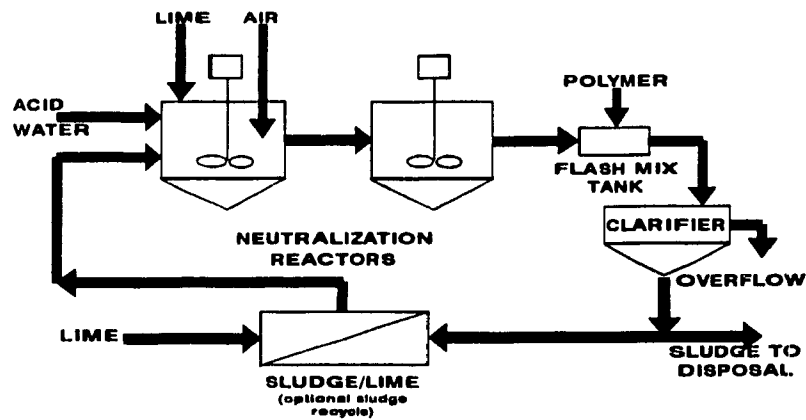 LIME
AIR
ACID
WATER
POLYMER
FLASH MIX
TANK
CLARIFIER
OVERFLOW
NEUTRALIZATION
REACTORS
LIME
SLUDGE/LIME
(optional sludge
recycle)
SLUDGE TO
DISPOSAL.